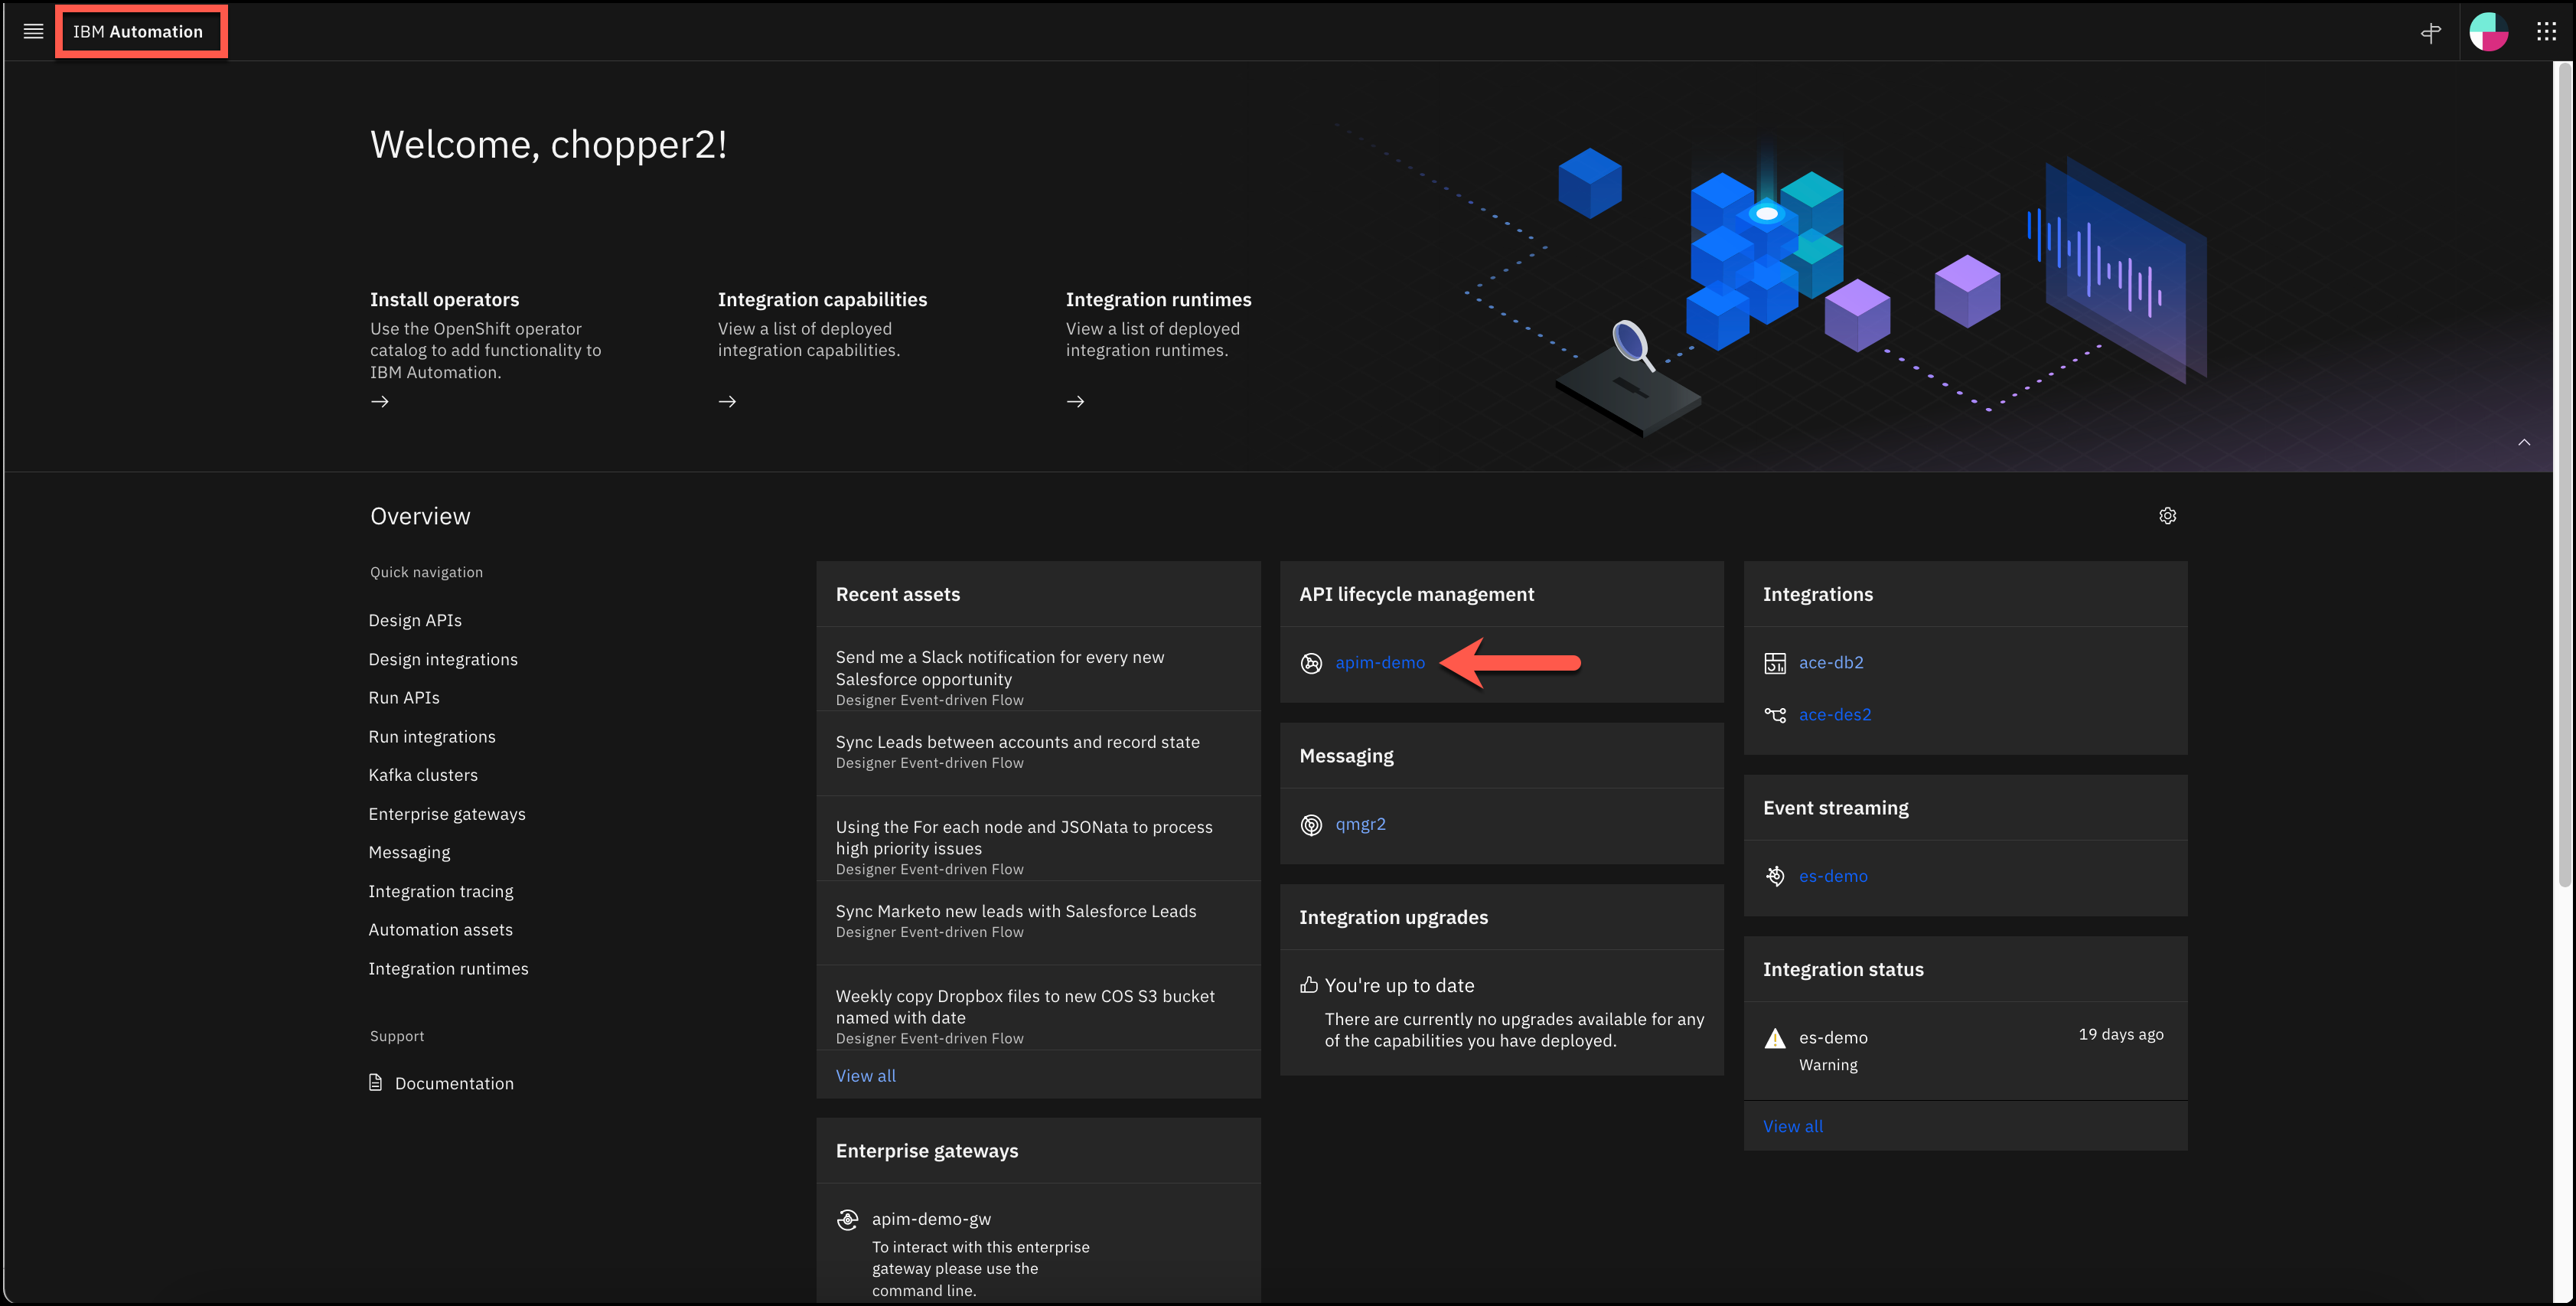 IBM Automation
Welcome, chopper2!
Install operators
Use the OpenShift operator
catalog to add functionality to
IBM Automation.
Integration capabilities
View a list of deployed
integration capabilities.
Integration runtimes
View a list of deployed
integration runtimes.
Overview
Quick navigation
Design APIs
Design integrations
Run APIs
Run integrations
Kafka clusters
Enterprise gateways
Messaging
Integration tracing
Automation assets
Integration runtimes
Support
Documentation
Recent assets
Send me a Slack notification for every new
Salesforce opportunity
Designer Event-driven Flow
Sync Leads between accounts and record state
Designer Event-driven Flow
Using the For each node and JSONata to process
high priority issues
Designer Event-driven Flow
Sync Marketo new leads with Salesforce Leads
Designer Event-driven Flow
Weekly copy Dropbox files to new COS S3 bucket
named with date
Designer Event-driven Flow
View all
Enterprise gateways
apim-demo-gw
To interact with this enterprise
gateway please use the
command line.
API lifecycle management
apim-demo
Messaging
qmgr2
Integration upgrades
You're up to date
There are currently no upgrades available for any
of the capabilities you have deployed.
Integrations
ace-db2
ace-des2
Event streaming
es-demo
Integration status
es-demo
19 days ago
Warning
View all